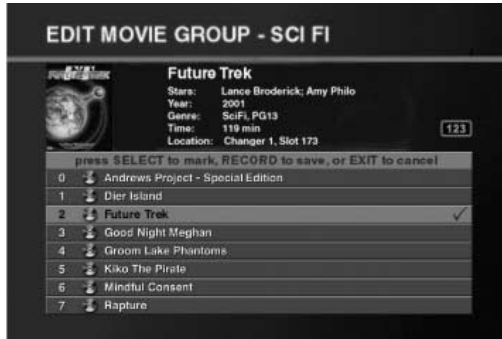 EDIT MOVIE GROUP - SCI FI
Future Trek
Stars: Lance Broderick; Amy Philo
Year: 2001
Genre: SciFi, PG13
Time: 119 min
Location: Changer 1, Slot 173
123
press SELECT to mark, RECORD to save, or EXIT to cancel
0 Andrews Project - Special Edition
1 Dier Island
2 Future Trek
3 Good Night Meghan
4 Groom Lake Phantoms
5 Kiko The Pirate
6 Mindful Consent
7 Rapture